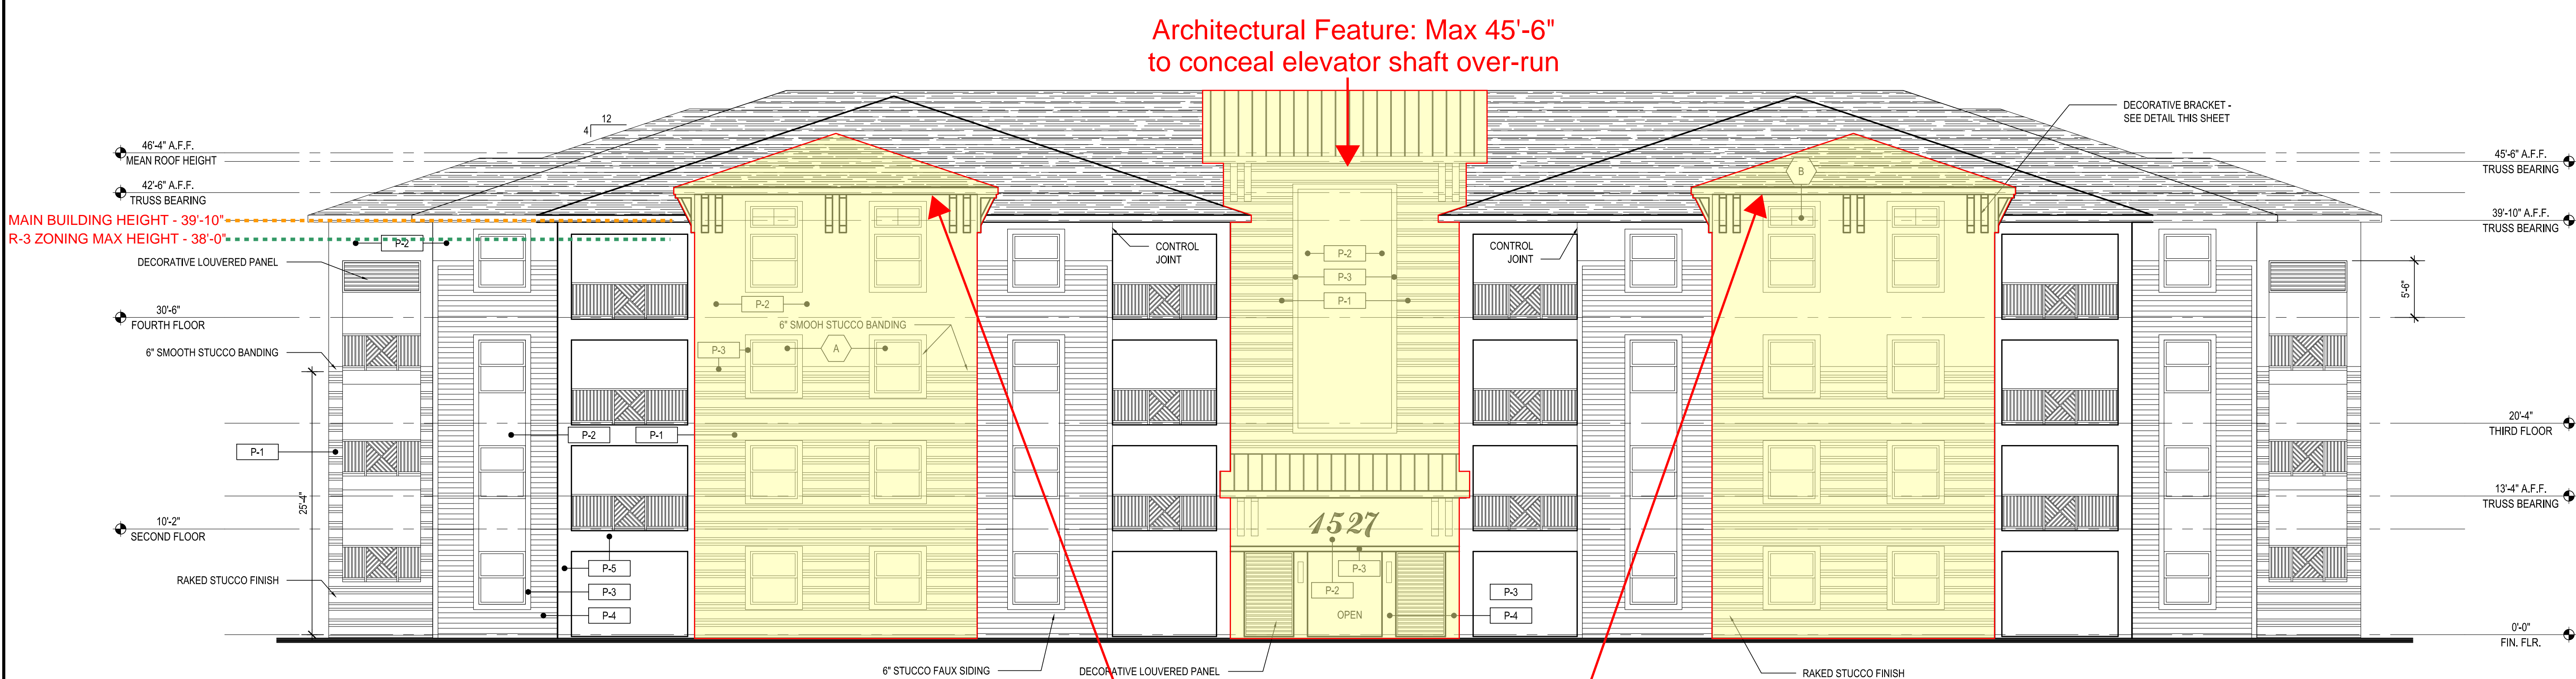 Architectural Feature: Max 45'-6"
to conceal elevator shaft over-run
DECORATIVE BRACKET -
SEE DETAIL THIS SHEET
12
4
46'-4" A.F.F.
MEAN ROOF HEIGHT
45'-6" A.F.F.
TRUSS BEARING
42'-6" A.F.F.
TRUSS BEARING
B
MAIN BUILDING HEIGHT - 39'-10"
39'-10" A.F.F.
TRUSS BEARING
R-3 ZONING MAX HEIGHT - 38'-0"
P-2
CONTROL
JOINT
P-2
CONTROL
JOINT
DECORATIVE LOUVERED PANEL
P-3
5'-6"
P-2
P-1
30'-6"
FOURTH FLOOR
6" SMOOH STUCCO BANDING
6" SMOOTH STUCCO BANDING
P-3
A
20'-4"
THIRD FLOOR
P-2
P-1
P-1
25'-4"
13'-4" A.F.F.
TRUSS BEARING
10'-2"
SECOND FLOOR
1527
RAKED STUCCO FINISH
P-5
P-3
P-3
P-2
P-3
P-4
OPEN
P-4
0'-0"
FIN. FLR.
6" STUCCO FAUX SIDING
DECORATIVE LOUVERED PANEL
RAKED STUCCO FINISH